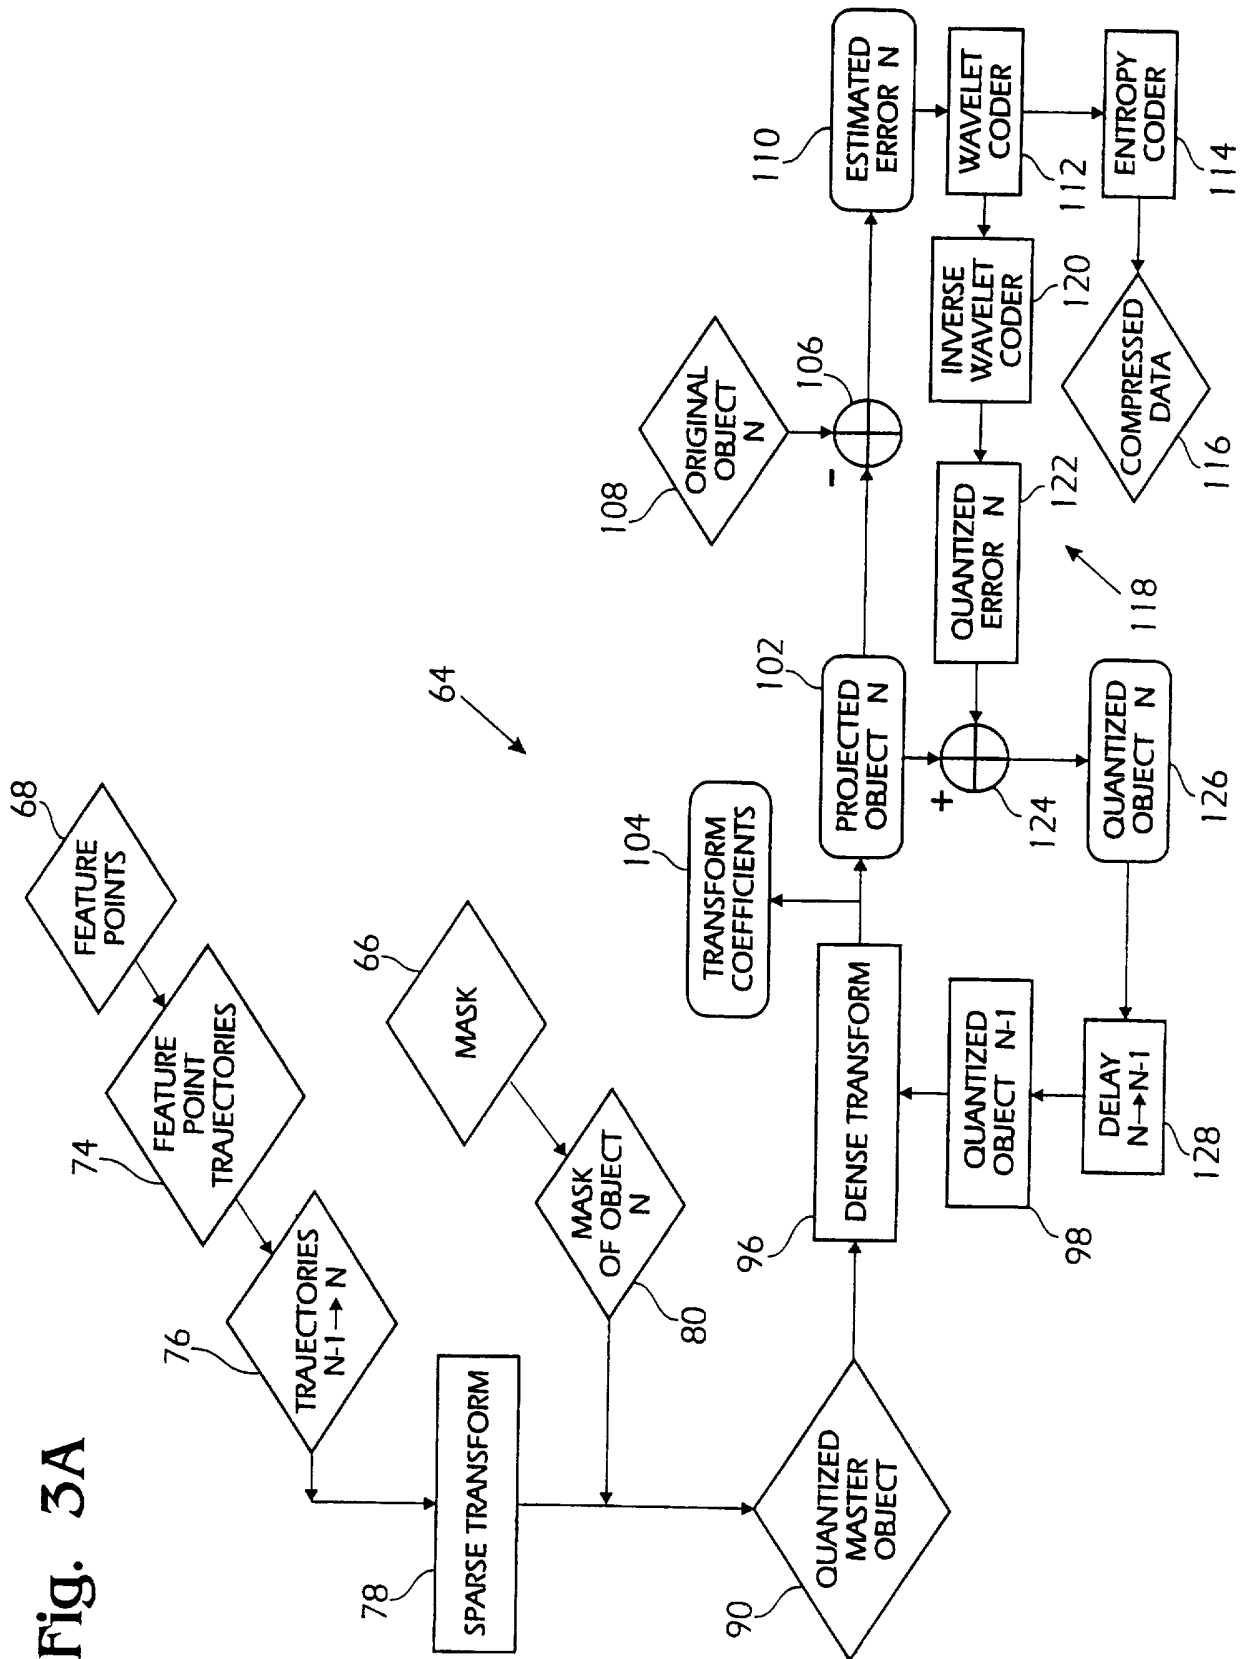 Fig. 3A
68
FEATURE
POINTS
74
FEATURE
POINT
TRAJECTORIES
76
TRAJECTORIES
N-1→N
78
SPARSE TRANSFORM
66
MASK
80
MASK
OF OBJECT
N
90
QUANTIZED
MASTER
OBJECT
64
96
DENSE TRANSFORM
98
QUANTIZED
OBJECT N-1
104
TRANSFORM
COEFFICIENTS
102
PROJECTED
OBJECT N
108
ORIGINAL
OBJECT
N
106
-
110
ESTIMATED
ERROR N
WAVELET
CODER
112
ENTROPY
CODER
114
COMPRESSED
DATA
116
INVERSE
WAVELET
CODER
120
QUANTIZED
ERROR N
122
118
+
124
QUANTIZED
OBJECT N
126
DELAY
N→N-1
128